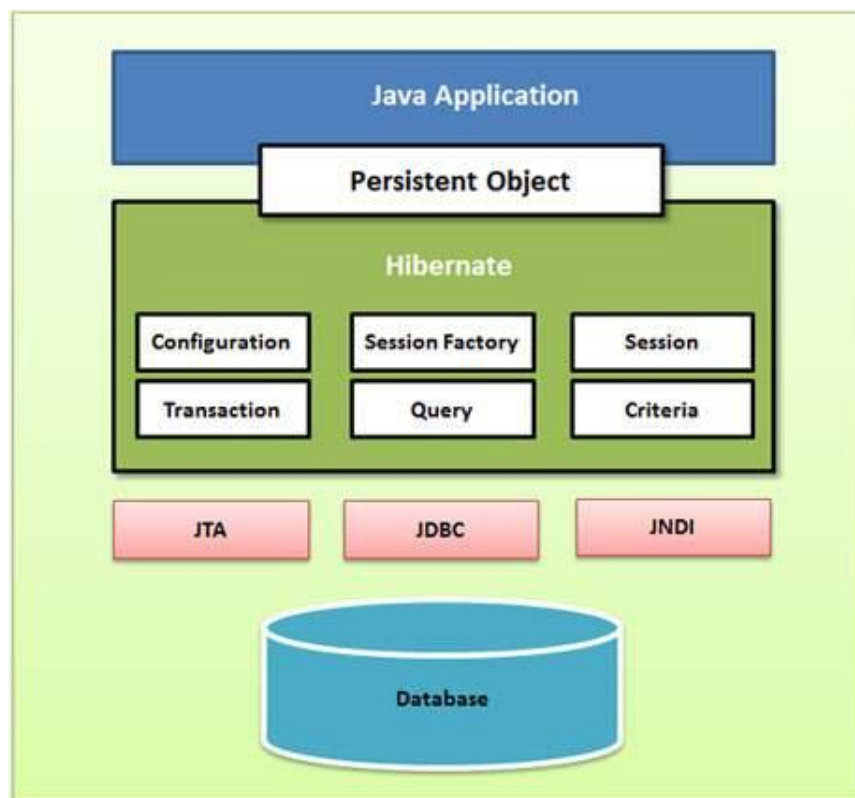 Java Application
Persistent Object
Hibernate
Configuration
Session Factory
Session
Transaction
Query
Criteria
JTA
JDBC
JNDI
Database